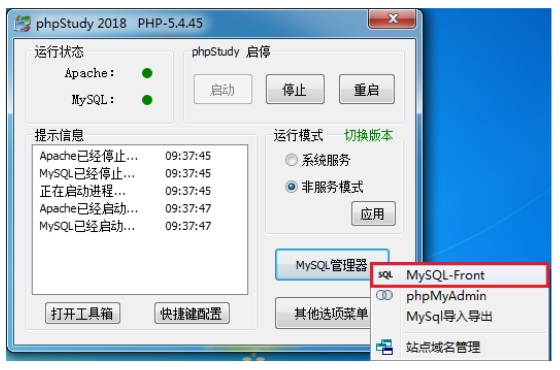 phpStudy 2018 PHP-5.4.45
运行状态
Apache:
MySQL:
phpStudy 启停
启动
停止
重启
提示信息
Apache已经停止... 09:37:45
MySQL已经停止... 09:37:45
正在启动进程... 09:37:45
Apache已经启动... 09:37:47
MySQL已经启动... 09:37:47
运行模式 切换版本
系统服务
非服务模式
应用
MySQL管理器
其他选项菜单
打开工具箱
快捷键配置
SQL MySQL-Front
phpMyAdmin
MySql导入导出
站点域名管理